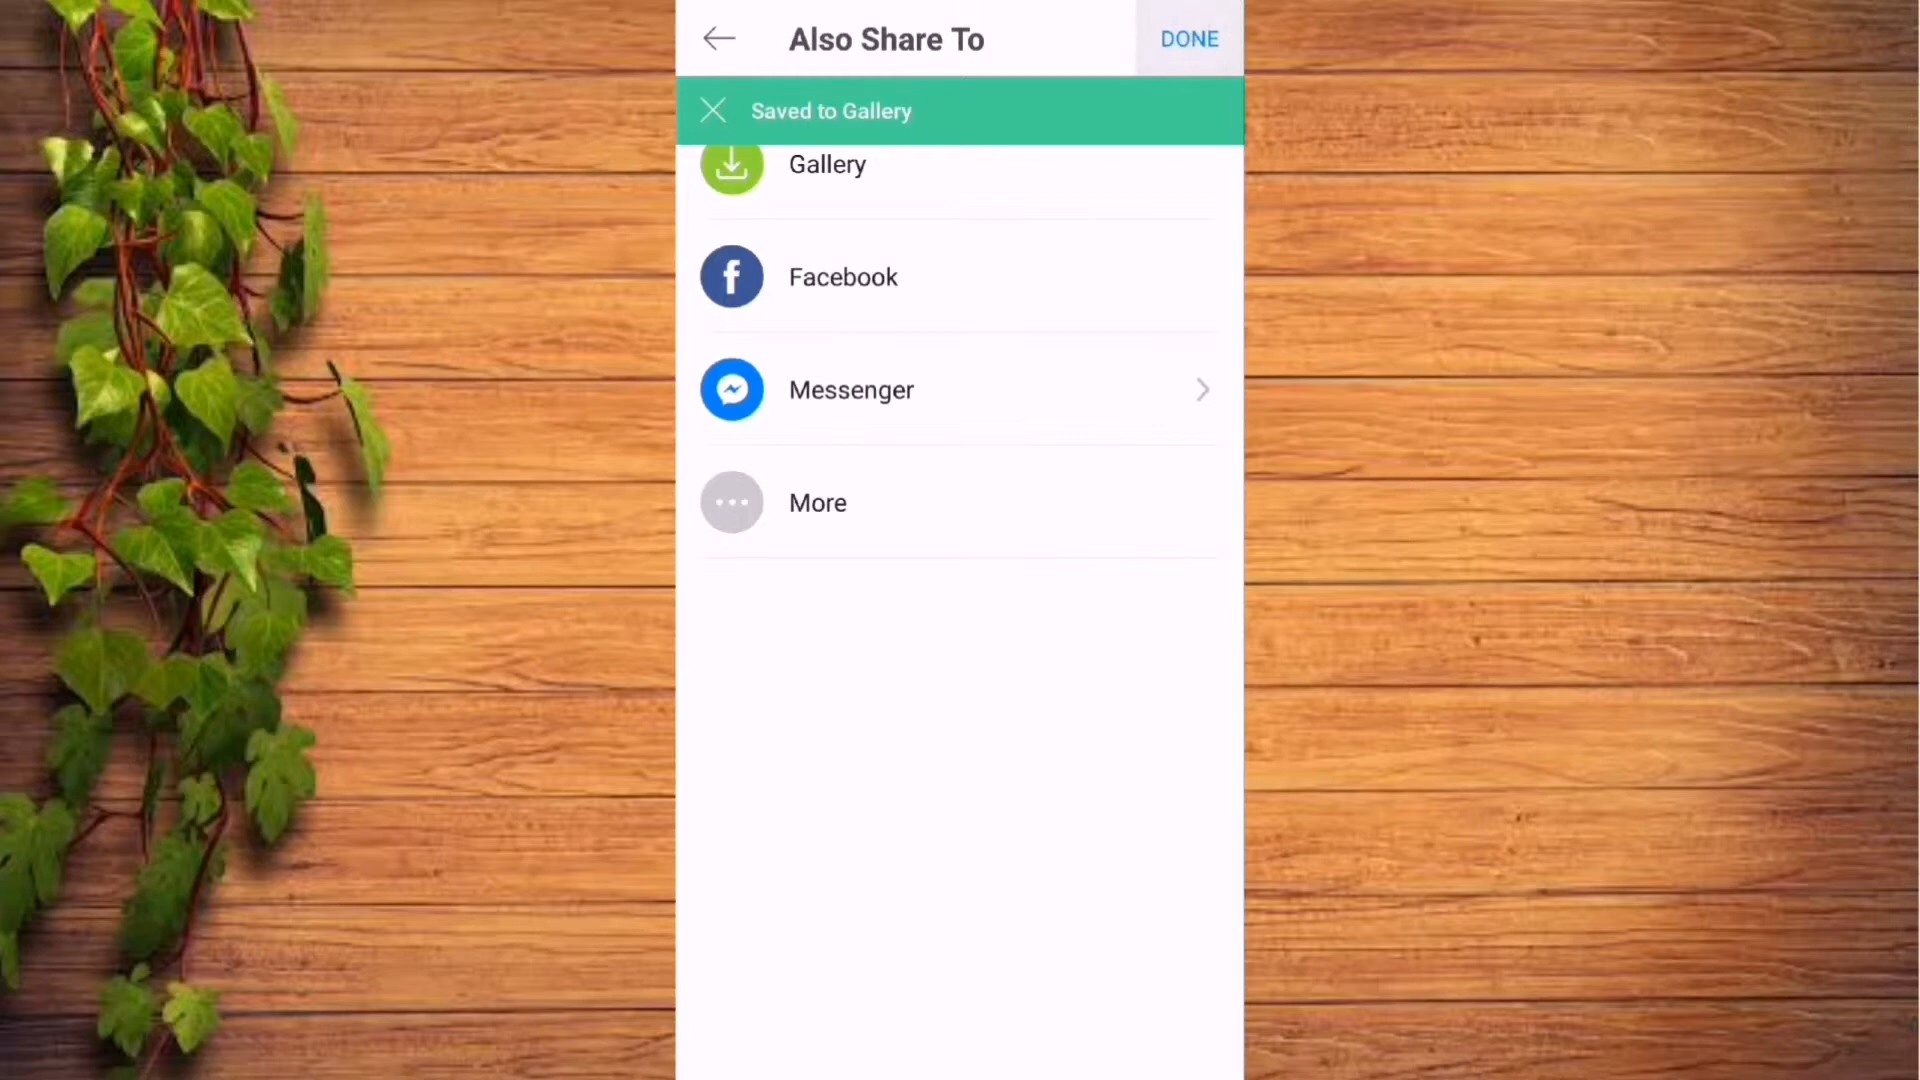 Also Share To
DONE
Saved to Gallery
Gallery
Facebook
Messenger
More